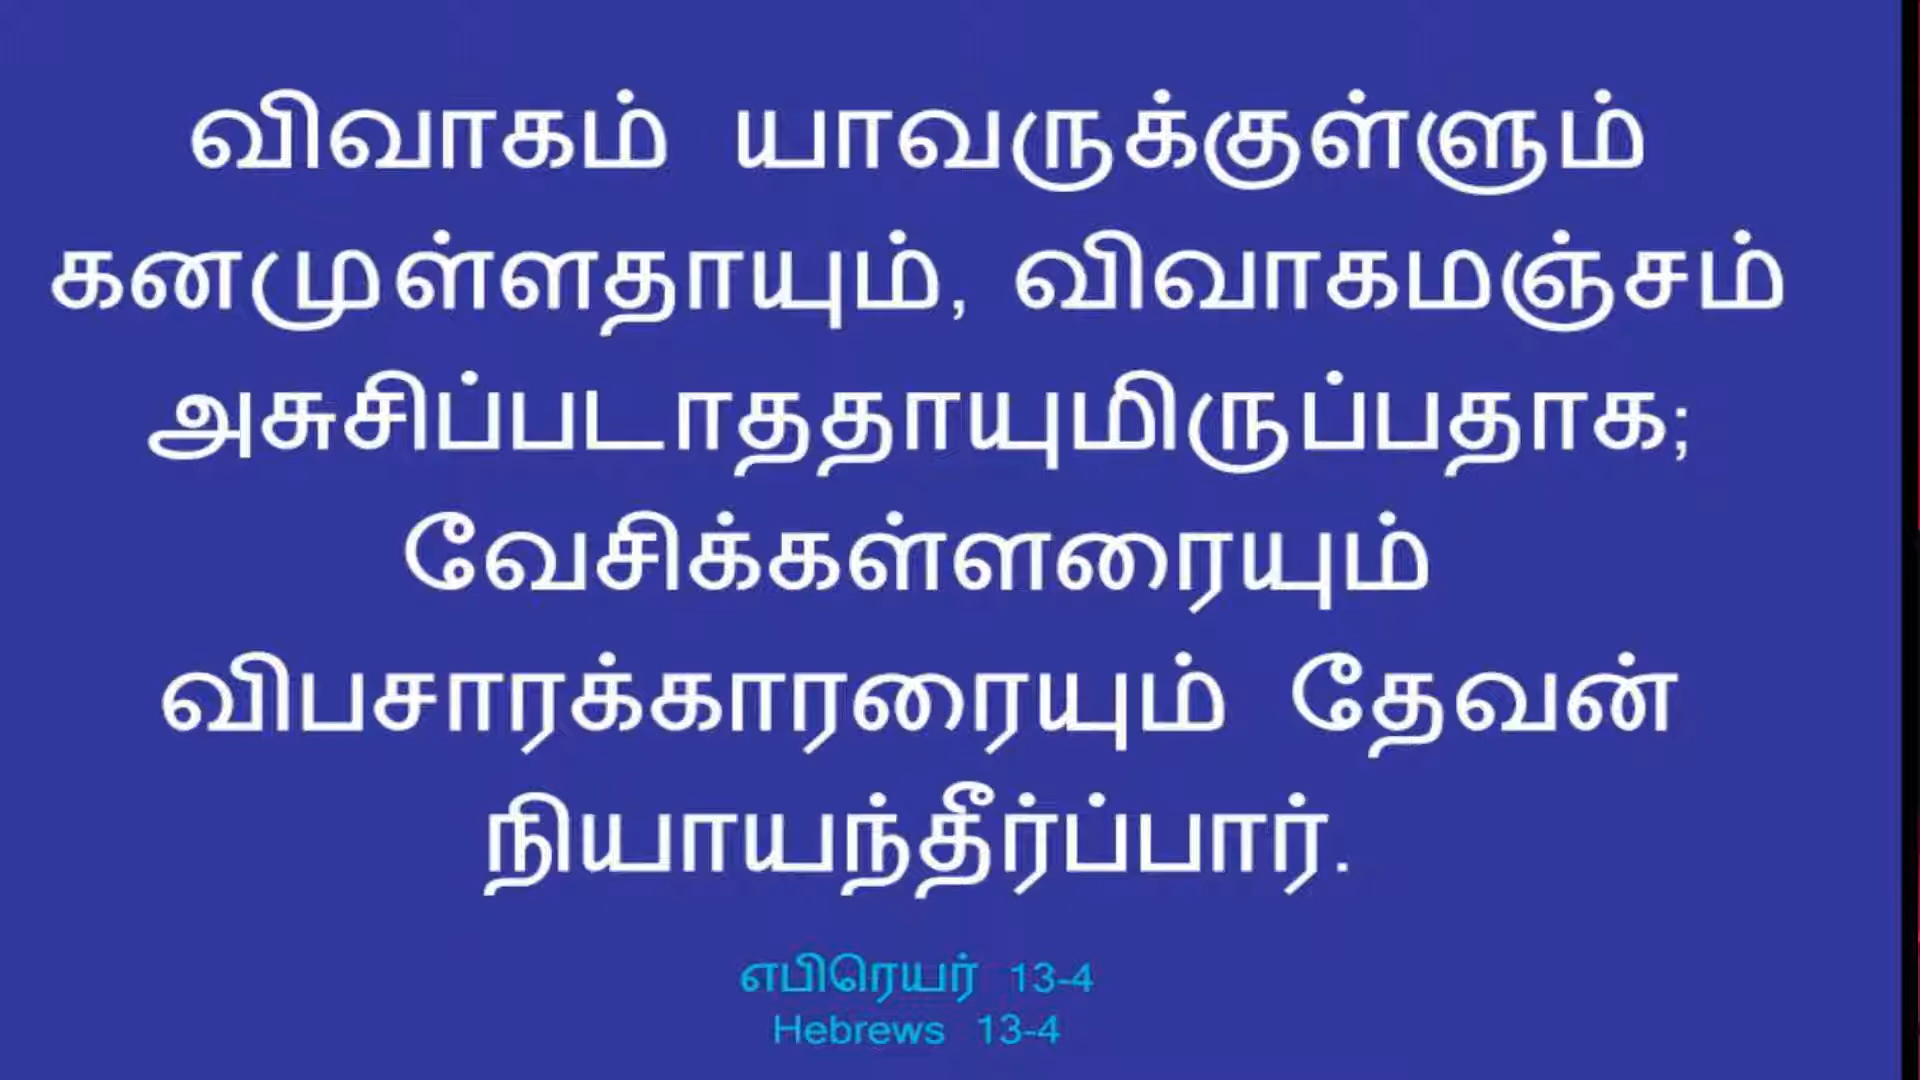 விவாகம் யாவருக்குள்ளும்
கனமுள்ளதாயும், விவாகமஞ்சம்
அசுசிப்படாததாயுமிருப்பதாக;
வேசிக்கள்ளரையும்
விபசாரக்காரரையும் தேவன்
நியாயந்தீர்ப்பார்.
எபிரெயர் 13-4
Hebrews 13-4